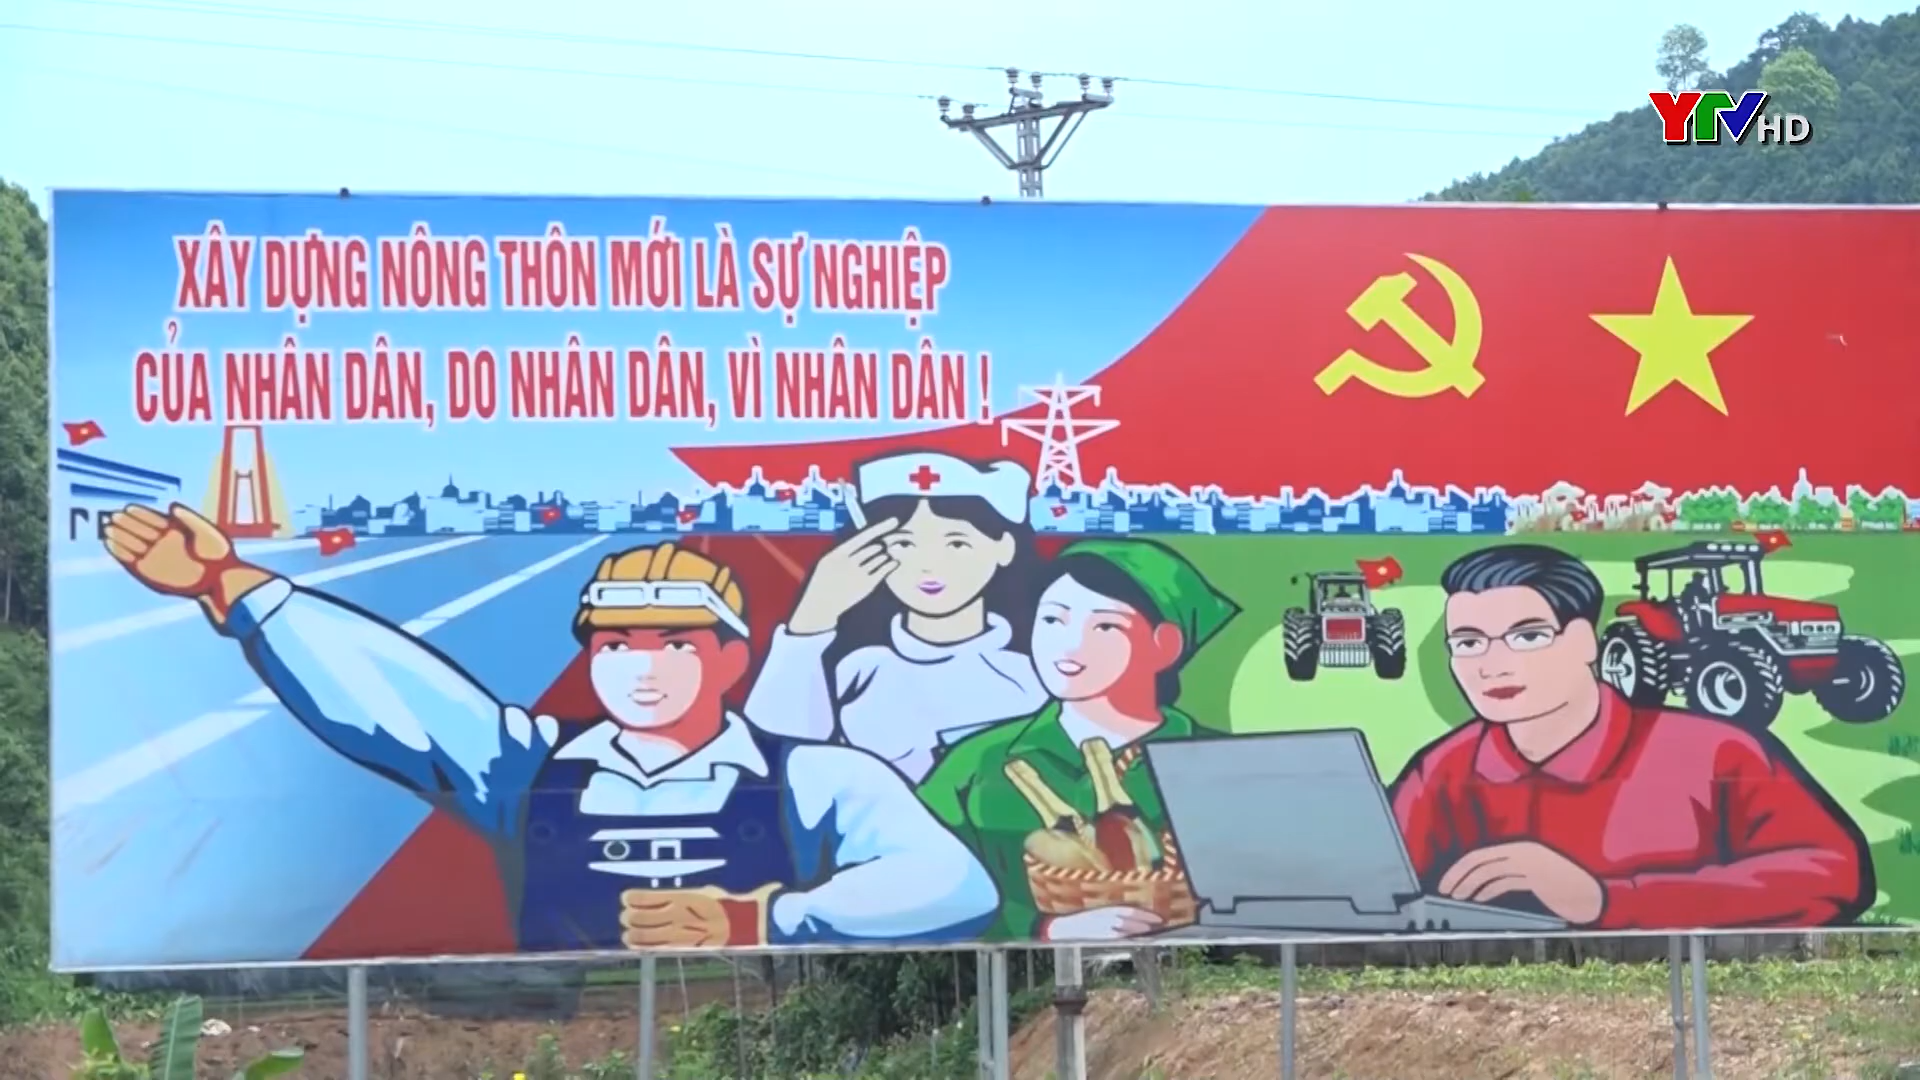 YTV HD
XÂY DỰNG NÔNG THÔN MỚI LÀ SỰ NGHIỆP
CỦA NHÂN DÂN, DO NHÂN DÂN, VÌ NHÂN DÂN !